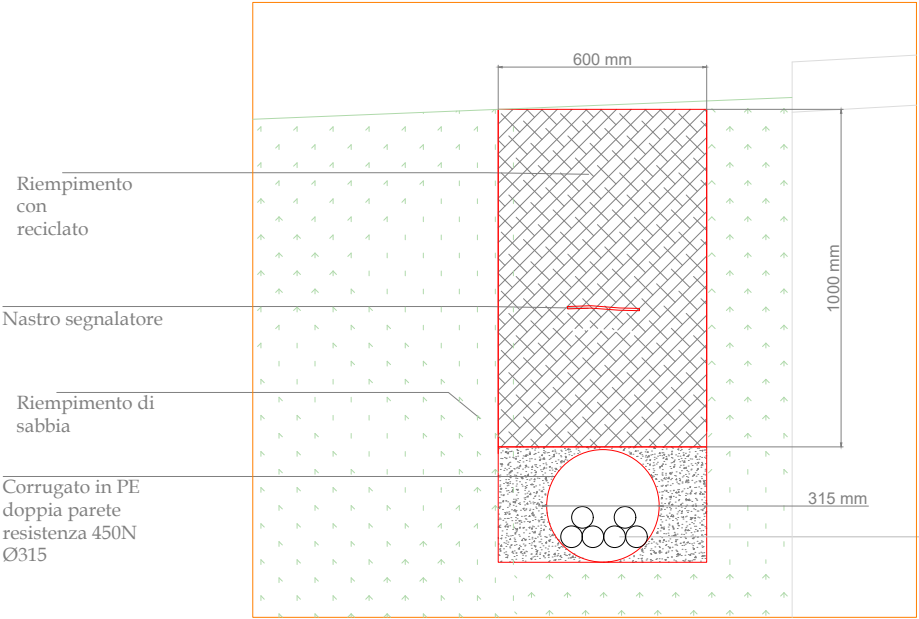 600 mm
Riempimento
con
reciclato
1000 mm
Nastro segnalatore
Riempimento di
sabbia
Corrugato in PE
doppia parete
resistenza 450N
Ø315
315 mm